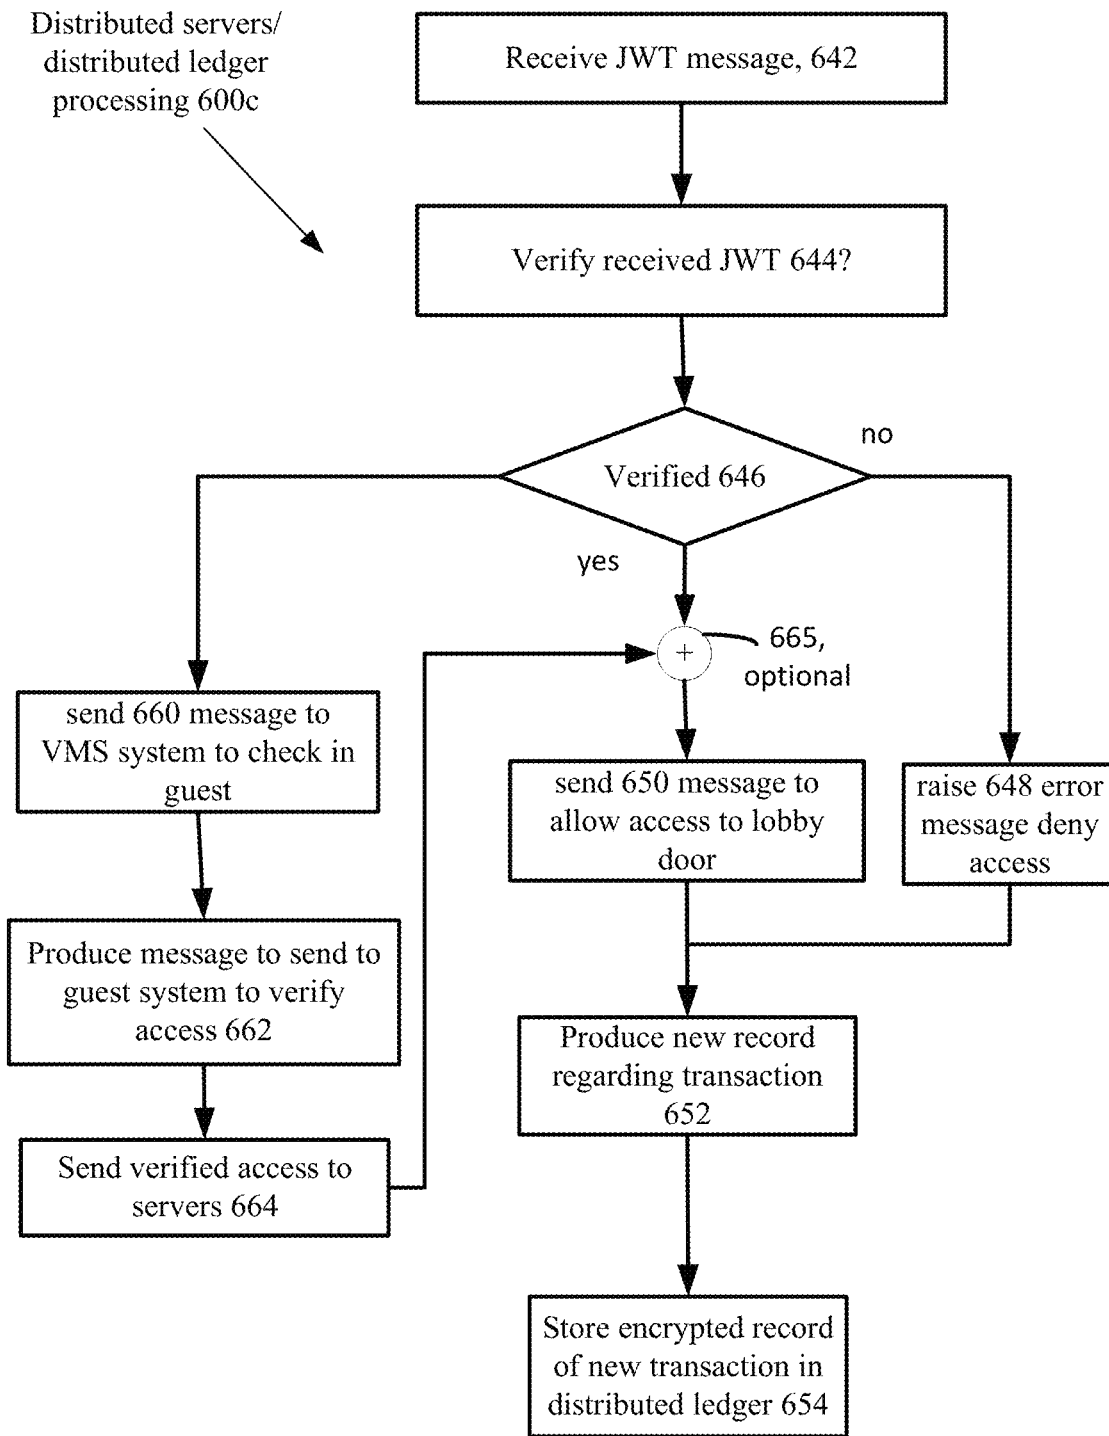 Distributed servers/
distributed ledger
processing 600c
Receive JWT message, 642
Verify received JWT 644?
Verified 646
no
yes
+
665,
optional
send 660 message to
VMS system to check in
guest
send 650 message to
allow access to lobby
door
raise 648 error
message deny
access
Produce message to send to
guest system to verify
access 662
Produce new record
regarding transaction
652
Send verified access to
servers 664
Store encrypted record
of new transaction in
distributed ledger 654